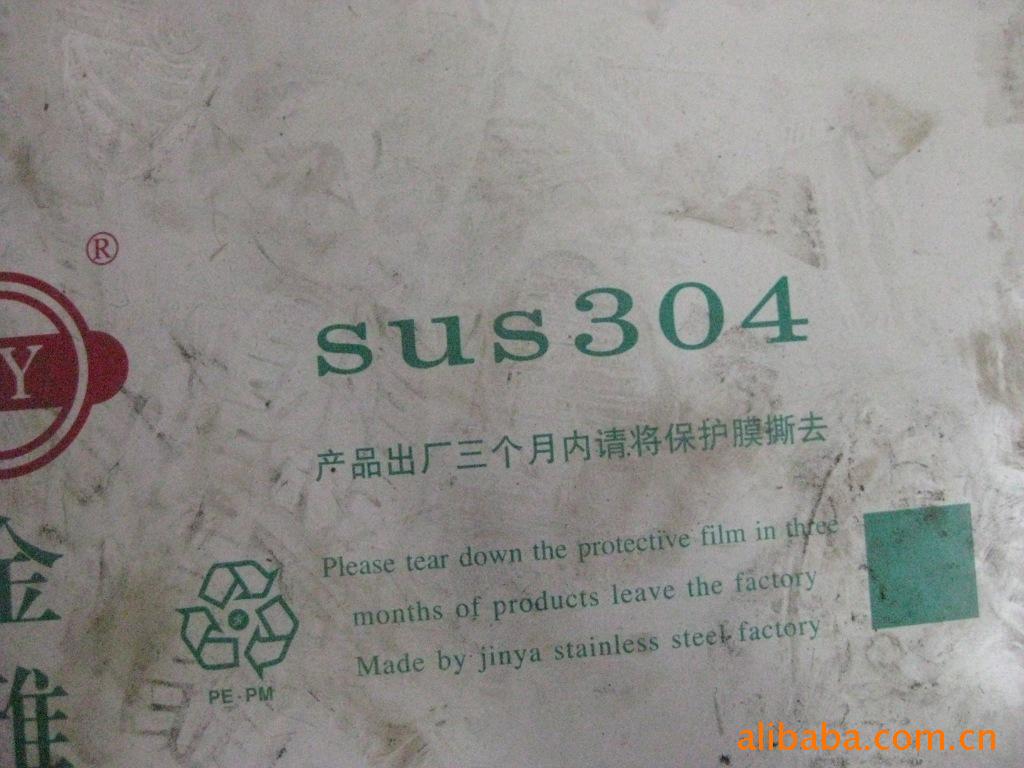 ®
Y
sus304
产品出厂三个月内请将保护膜撕去
Please tear down the protective film in three
months of products leave the factory
Made by jinya stainless steel factory
PE·PM
金
alibaba.com.cn